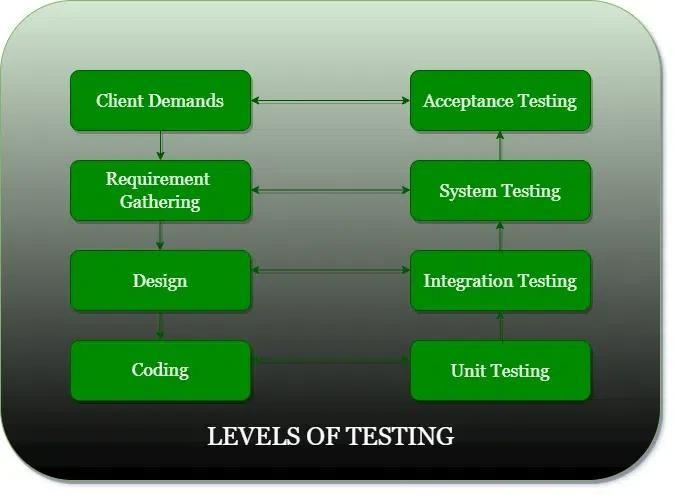 Client Demands
Acceptance Testing
Requirement
Gathering
System Testing
Design
Integration Testing
Coding
Unit Testing
LEVELS OF TESTING